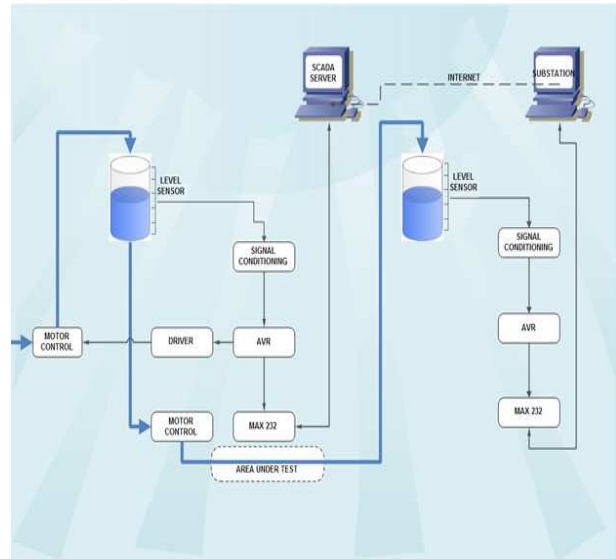 SCADA
SERVER
INTERNET
SUBSTATION
LEVEL
SENSOR
LEVEL
SENSOR
SIGNAL
CONDITIONING
SIGNAL
CONDITIONING
MOTOR
CONTROL
DRIVER
AVR
AVR
MOTOR
CONTROL
MAX 232
MAX 232
AREA UNDER TEST